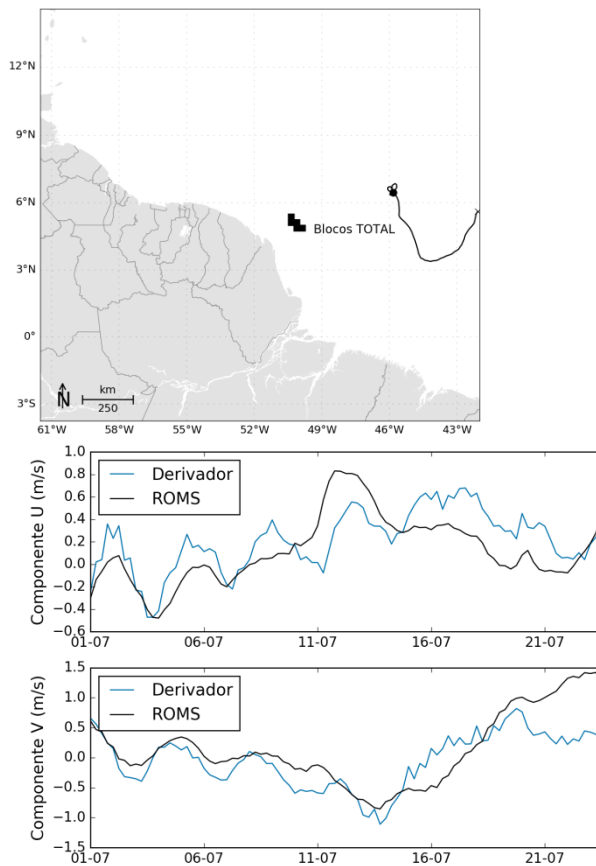 12°N
9°N
6°N
Blocos TOTAL
3°N
0°
3°S
N
km
250
61°W 58°W 55°W 52°W 49°W 46°W 43°W
Componente U (m/s)
1.0
0.8
0.6
0.4
0.2
0.0
−0.2
−0.4
−0.6
Derivador
ROMS
01-07 06-07 11-07 16-07 21-07
Componente V (m/s)
1.5
1.0
0.5
0.0
−0.5
−1.0
−1.5
Derivador
ROMS
01-07 06-07 11-07 16-07 21-07